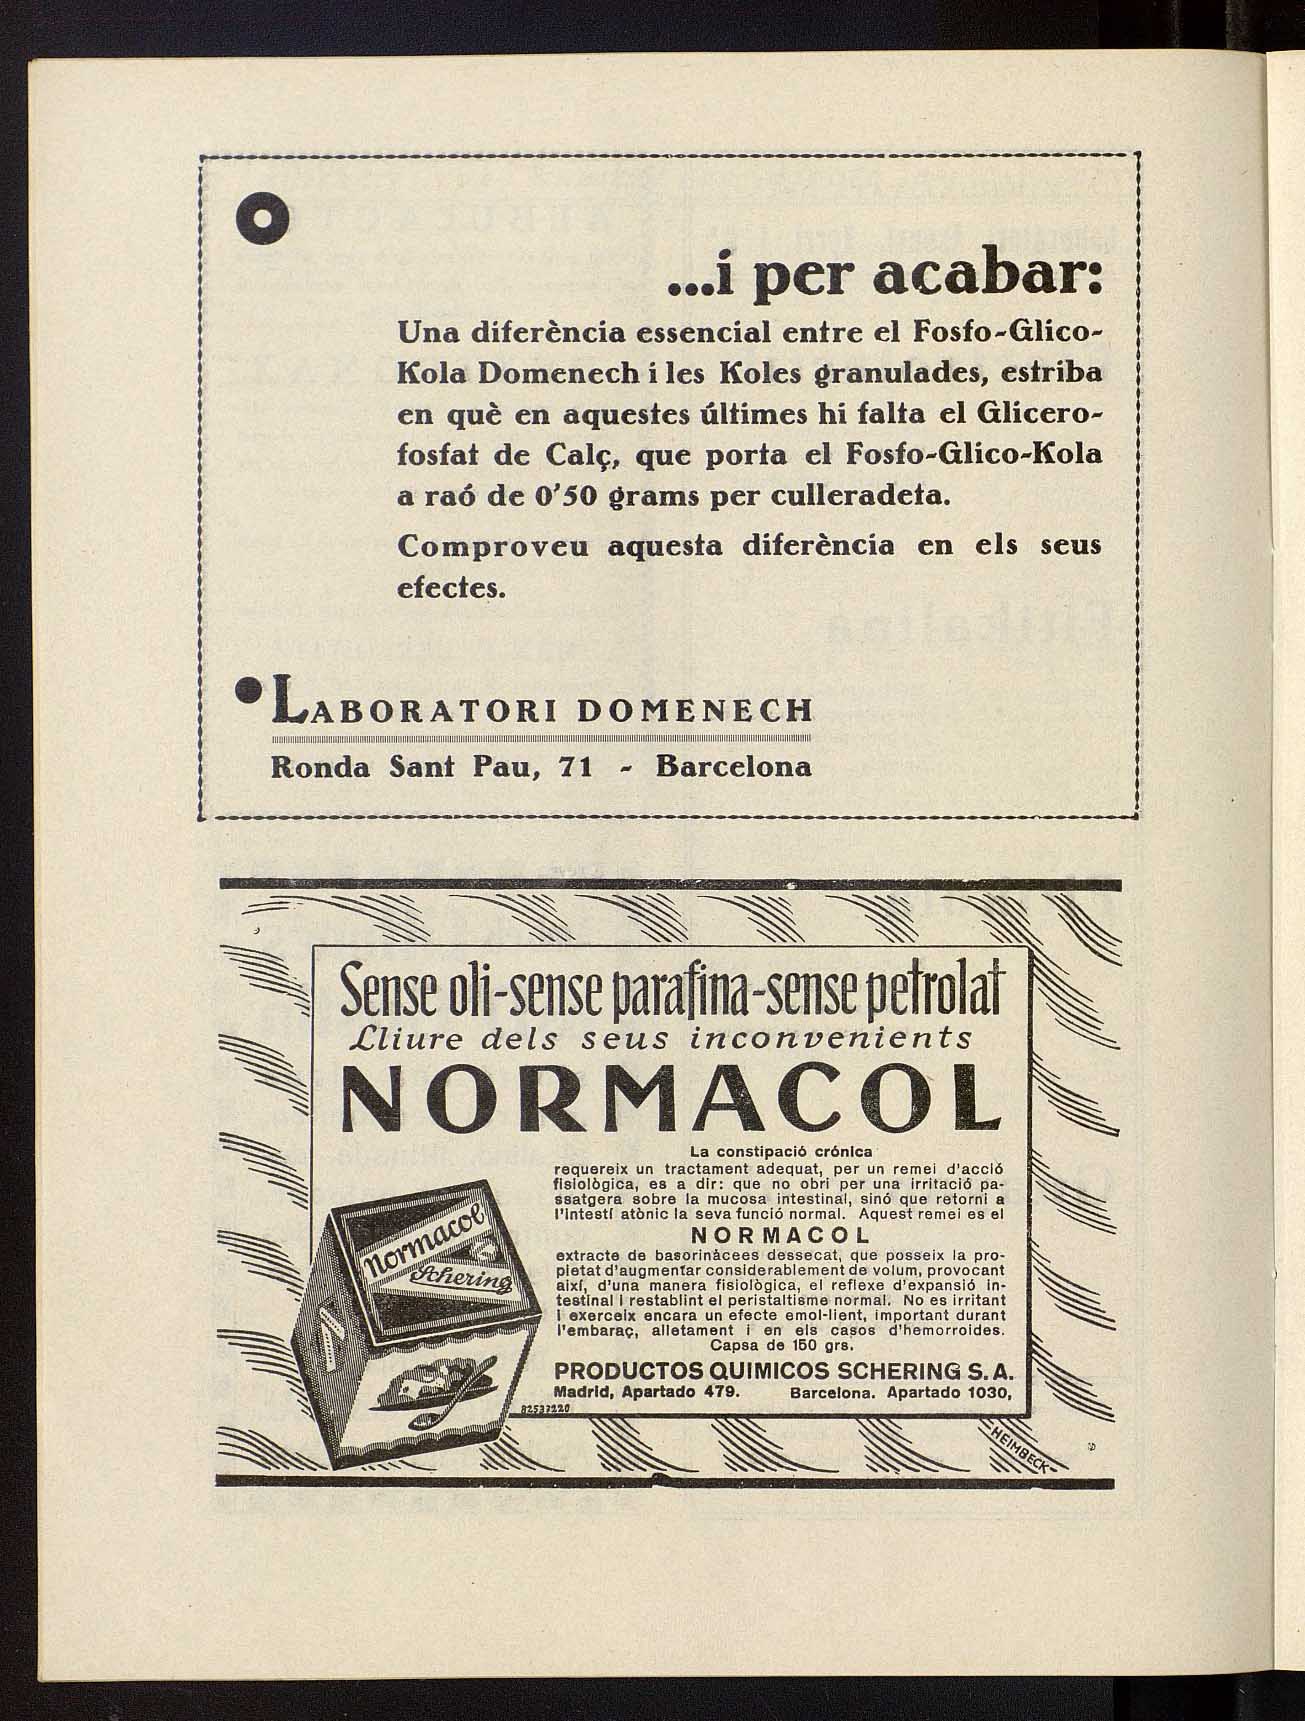 ...i per acabar:
Una diferència essencial entre el Fosfo-Glico-
Kola Domenech i les Koles granulades, estriba
en què en aquestes últimes hi falta el Glicero-
fosfat de Calç, que porta el Fosfo-Glico-Kola
a raó de 0'50 grams per culleradeta.
Comproveu aquesta diferència en els seus
efectes.
LABORATORI DOMENECH
Ronda Sant Pau, 71 - Barcelona
Sense oli-sense parafina-sense petrolat
Lliure dels seus inconvenients
NORMACOL
La constipació crónica
requereix un tractament adequat, per un remei d'acció
fisiològica, es a dir: que no obri per una irritació pa-
ssatgera sobre la mucosa intestinal, sinó que retorni a
l'intestí atònic la seva funció normal. Aquest remei es el
NORMACOL
extracte de basorinàcees dessecat, que posseix la pro-
pietat d'augmentar considerablement de volum, provocant
així, d'una manera fisiològica, el reflexe d'expansió in-
testinal i restablint el peristaltisme normal. No es irritant
i exerceix encara un efecte emol-lient, important durant
l'embaraç, alletament i en els casos d'hemorroides.
Capsa de 150 grs.
PRODUCTOS QUIMICOS SCHERING S.A.
Madrid, Apartado 479. Barcelona. Apartado 1030,
normacol
Schering
82537220
HEIMBECK